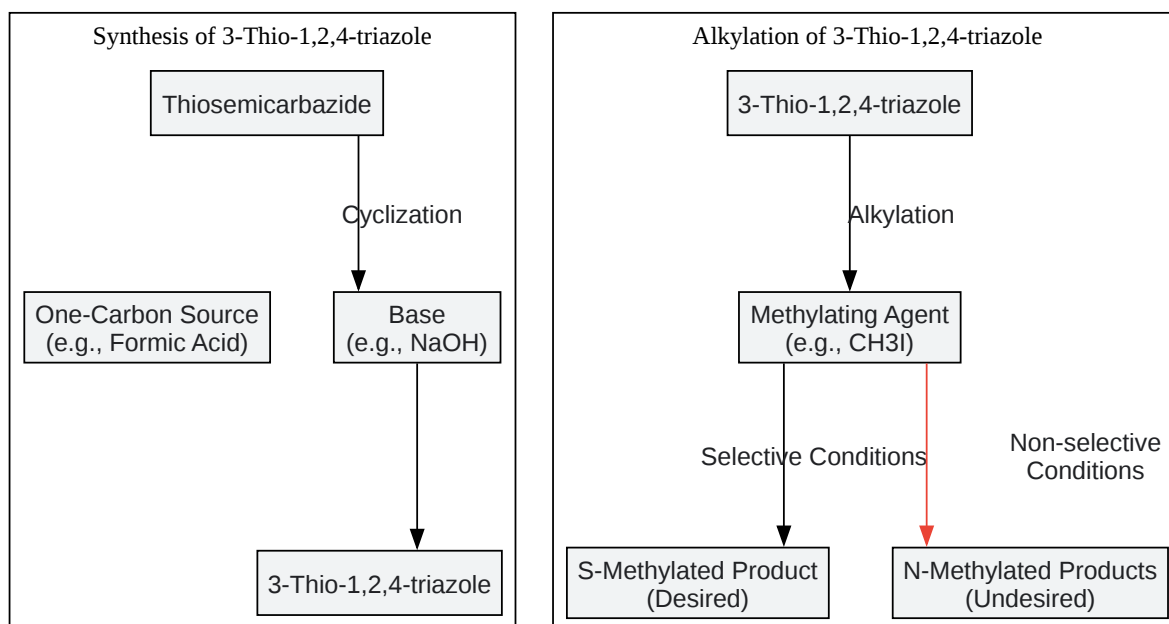 Synthesis of 3-Thio-1,2,4-triazole
Thiosemicarbazide
Cyclization
One-Carbon Source
(e.g., Formic Acid)
Base
(e.g., NaOH)
3-Thio-1,2,4-triazole
Alkylation of 3-Thio-1,2,4-triazole
3-Thio-1,2,4-triazole
Alkylation
Methylating Agent
(e.g., CH3I)
Selective Conditions
Non-selective
Conditions
S-Methylated Product
(Desired)
N-Methylated Products
(Undesired)